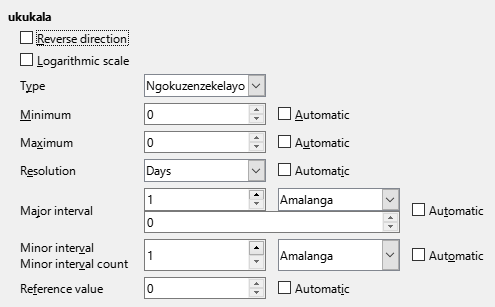 ukukala
Reverse direction
Logarithmic scale
Type Ngokuzenzekelayo
Minimum 0 Automatic
Maximum 0 Automatic
Resolution Days Automatic
Major interval 1 Amalanga Automatic
0
Minor interval
Minor interval count 1 Amalanga Automatic
Reference value 0 Automatic